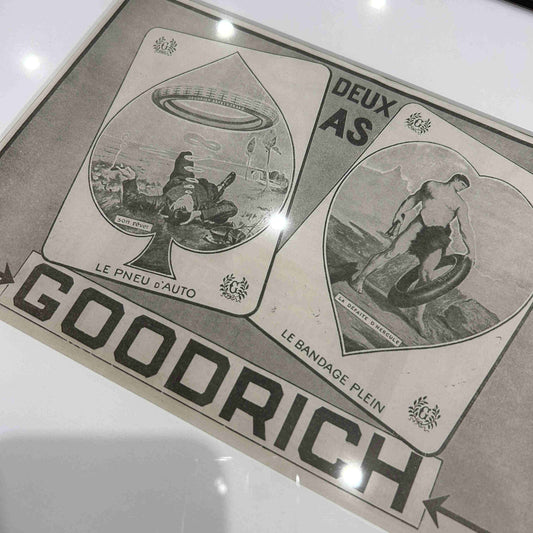 DEUX
AS
G
SON RÊVE!
LE PNEU D'AUTO
G
G
LA DÉFAITE D'HERCULE
LE BANDAGE PLEIN
G
GOODRICH